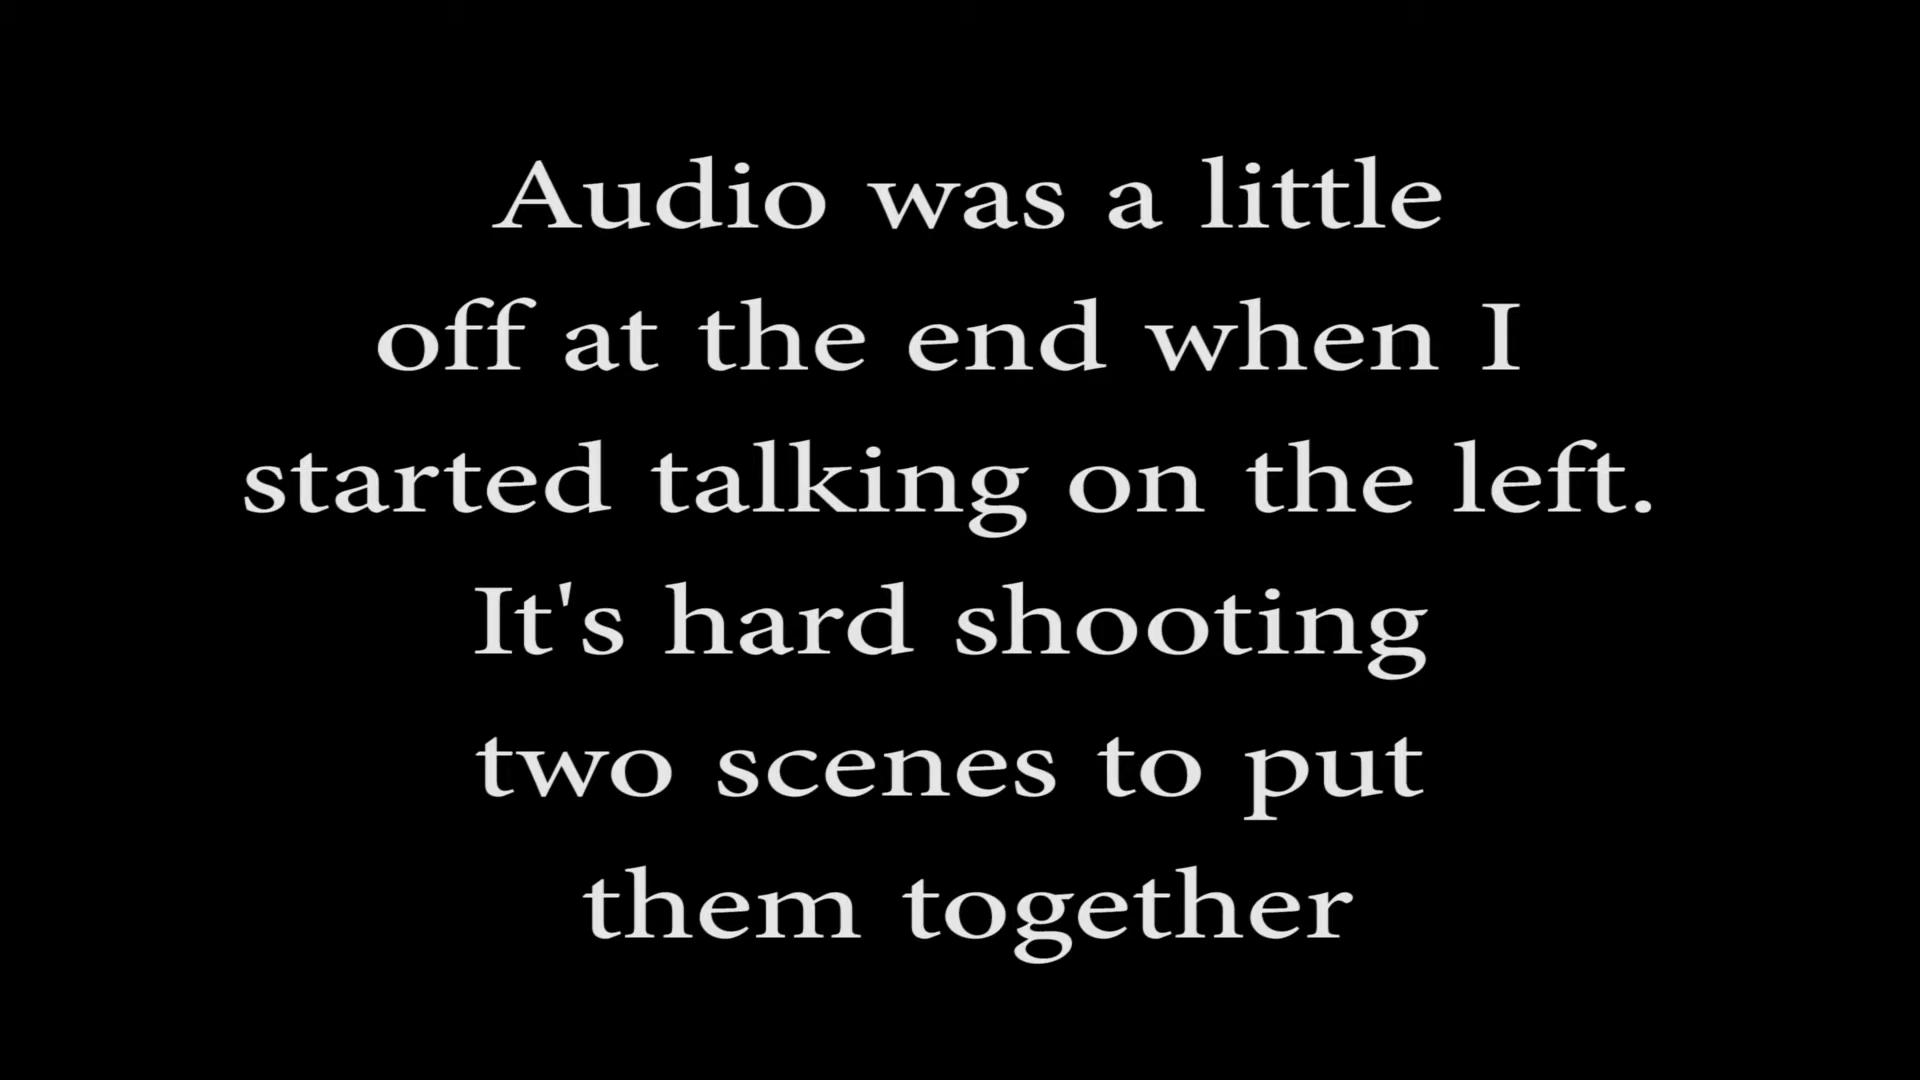 Audio was a little
off at the end when I
started talking on the left.
It's hard shooting
two scenes to put
them together